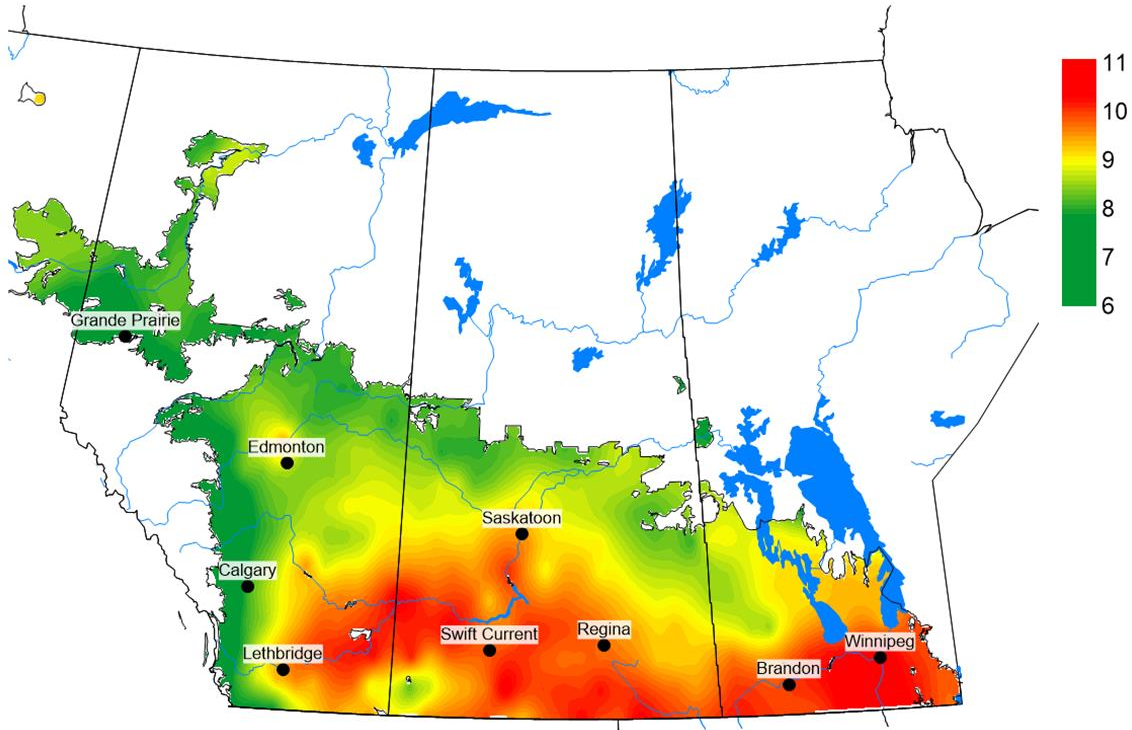 11
10
9
8
7
6
Grande Prairie
Edmonton
Saskatoon
Calgary
Swift Current
Regina
Winnipeg
Lethbridge
Brandon